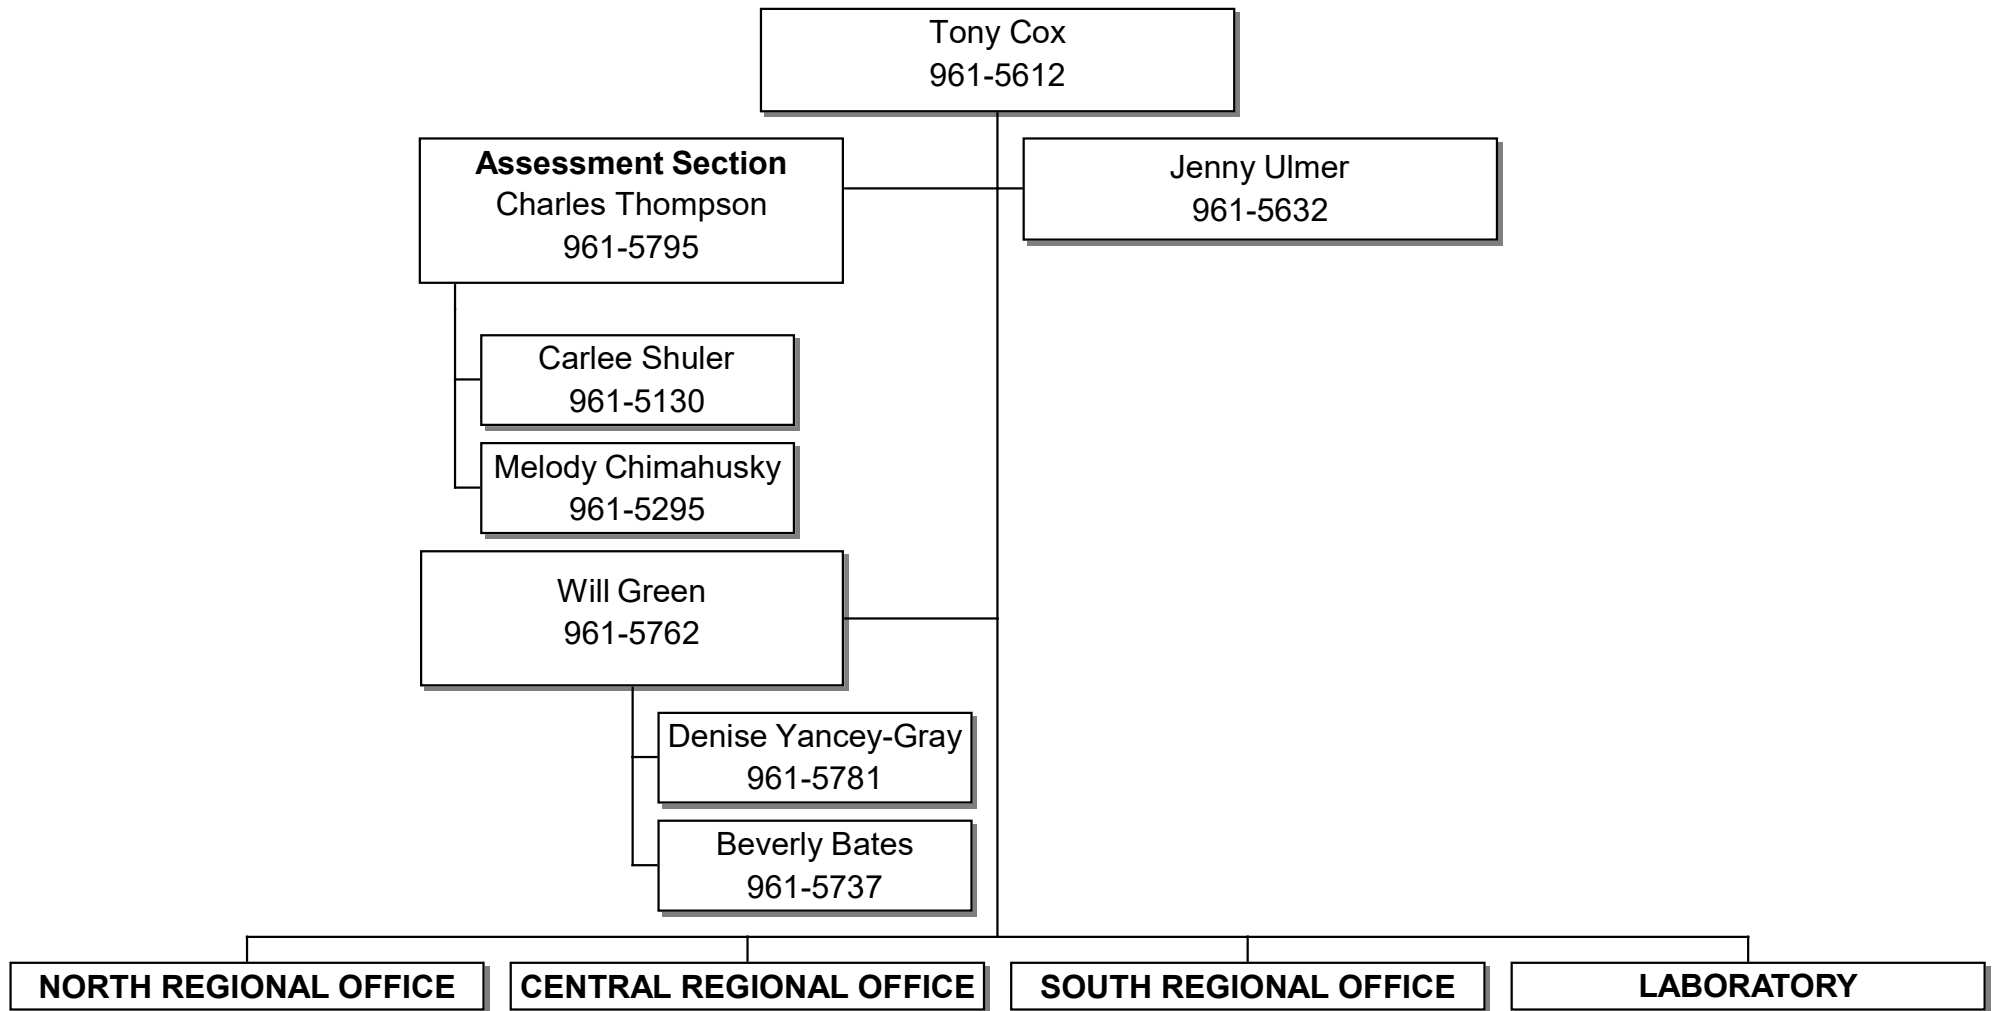 Tony Cox
961-5612
Assessment Section
Charles Thompson
961-5795
Jenny Ulmer
961-5632
Carlee Shuler
961-5130
Melody Chimahusky
961-5295
Will Green
961-5762
Denise Yancey-Gray
961-5781
Beverly Bates
961-5737
NORTH REGIONAL OFFICE
CENTRAL REGIONAL OFFICE
SOUTH REGIONAL OFFICE
LABORATORY